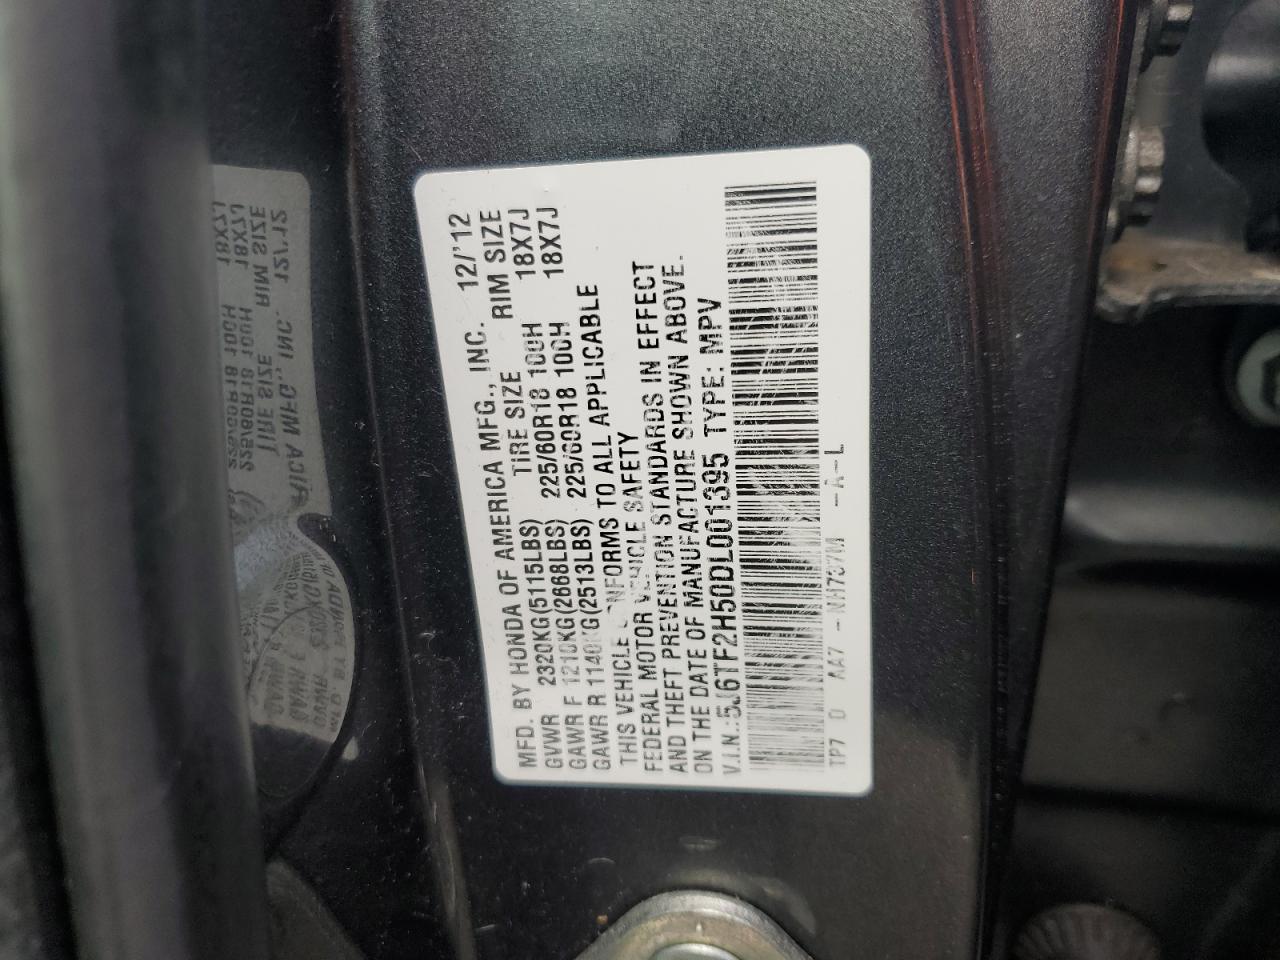 MFD. BY HONDA OF AMERICA MFG., INC. 12/'12
TIRE SIZE RIM SIZE
GVWR 2320KG(5115LBS)
GAWR F 1210KG(2668LBS) 225/60R18 100H 18X7J
GAWR R 1140KG(2513LBS) 225/60R18 100H 18X7J
THIS VEHICLE CONFORMS TO ALL APPLICABLE
FEDERAL MOTOR VEHICLE SAFETY
AND THEFT PREVENTION STANDARDS IN EFFECT
ON THE DATE OF MANUFACTURE SHOWN ABOVE.
V.I.N.:5J6TF2H50DL001395 TYPE: MPV
TP7 D AA7 -A-L